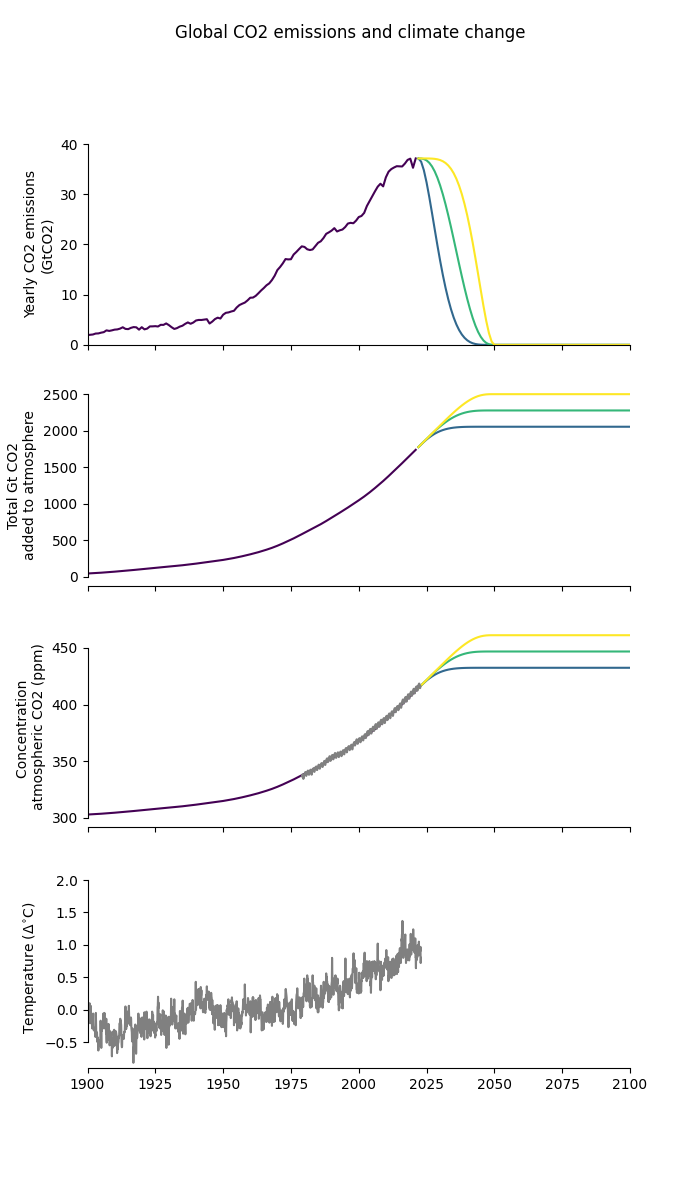 Global CO2 emissions and climate change
Yearly CO2 emissions
(GtCO2)
40
30
20
10
0
Total Gt CO2
added to atmosphere
2500
2000
1500
1000
500
0
Concentration
atmospheric CO2 (ppm)
450
400
350
300
Temperature (Δ°C)
2.0
1.5
1.0
0.5
0.0
−0.5
1900 1925 1950 1975 2000 2025 2050 2075 2100